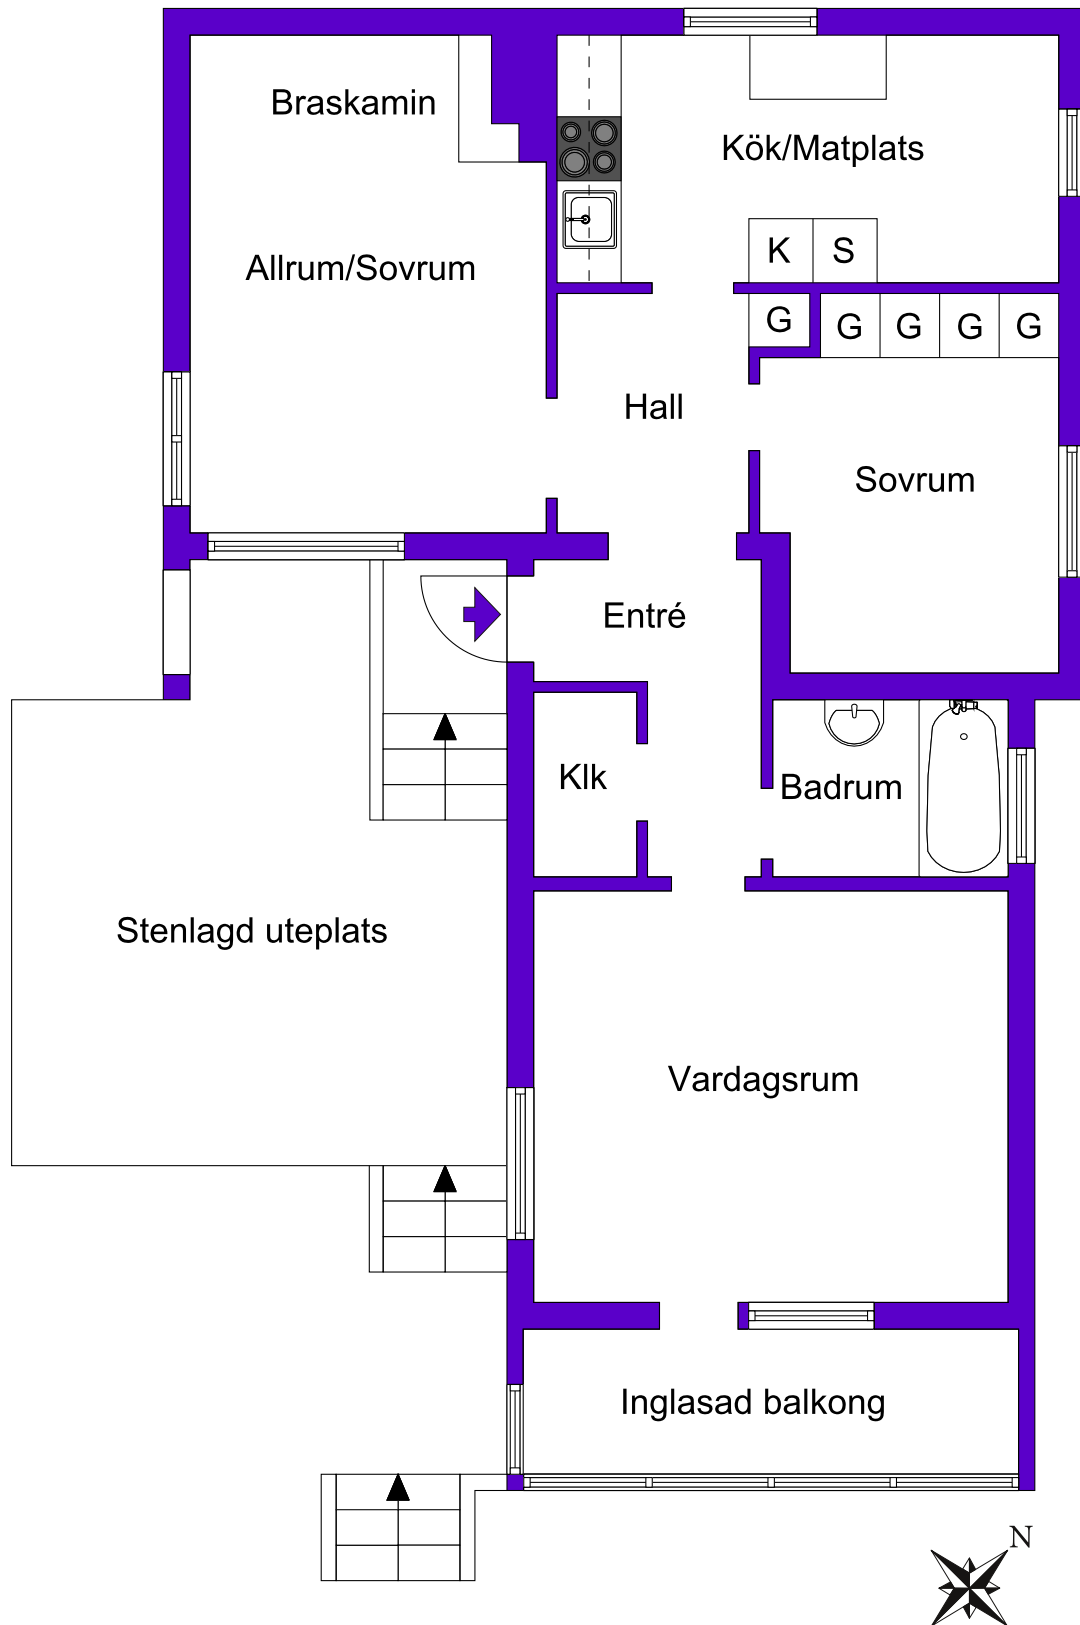 Braskamin
Kök/Matplats
Allrum/Sovrum
K S
G G G G G
Hall
Sovrum
Entré
Klk
Badrum
Stenlagd uteplats
Vardagsrum
Inglasad balkong
N